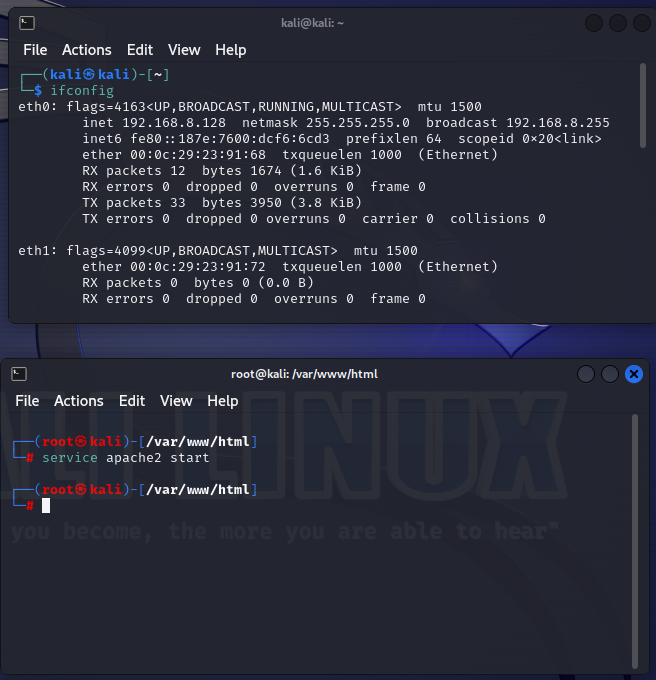 kali@kali: ~
File Actions Edit View Help
┌──(kali㉿kali)-[~]
└─$ ifconfig
eth0: flags=4163<UP,BROADCAST,RUNNING,MULTICAST>  mtu 1500
        inet 192.168.8.128  netmask 255.255.255.0  broadcast 192.168.8.255
        inet6 fe80::187e:7600:dcf6:6cd3  prefixlen 64  scopeid 0×20<link>
        ether 00:0c:29:23:91:68  txqueuelen 1000  (Ethernet)
        RX packets 12  bytes 1674 (1.6 KiB)
        RX errors 0  dropped 0  overruns 0  frame 0
        TX packets 33  bytes 3950 (3.8 KiB)
        TX errors 0  dropped 0 overruns 0  carrier 0  collisions 0
eth1: flags=4099<UP,BROADCAST,MULTICAST>  mtu 1500
        ether 00:0c:29:23:91:72  txqueuelen 1000  (Ethernet)
        RX packets 0  bytes 0 (0.0 B)
        RX errors 0  dropped 0  overruns 0  frame 0
root@kali: /var/www/html
File Actions Edit View Help
┌──(root㉿kali)-[/var/www/html]
└─# service apache2 start
┌──(root㉿kali)-[/var/www/html]
└─#
ALI LINUX
you become, the more you are able to hear"